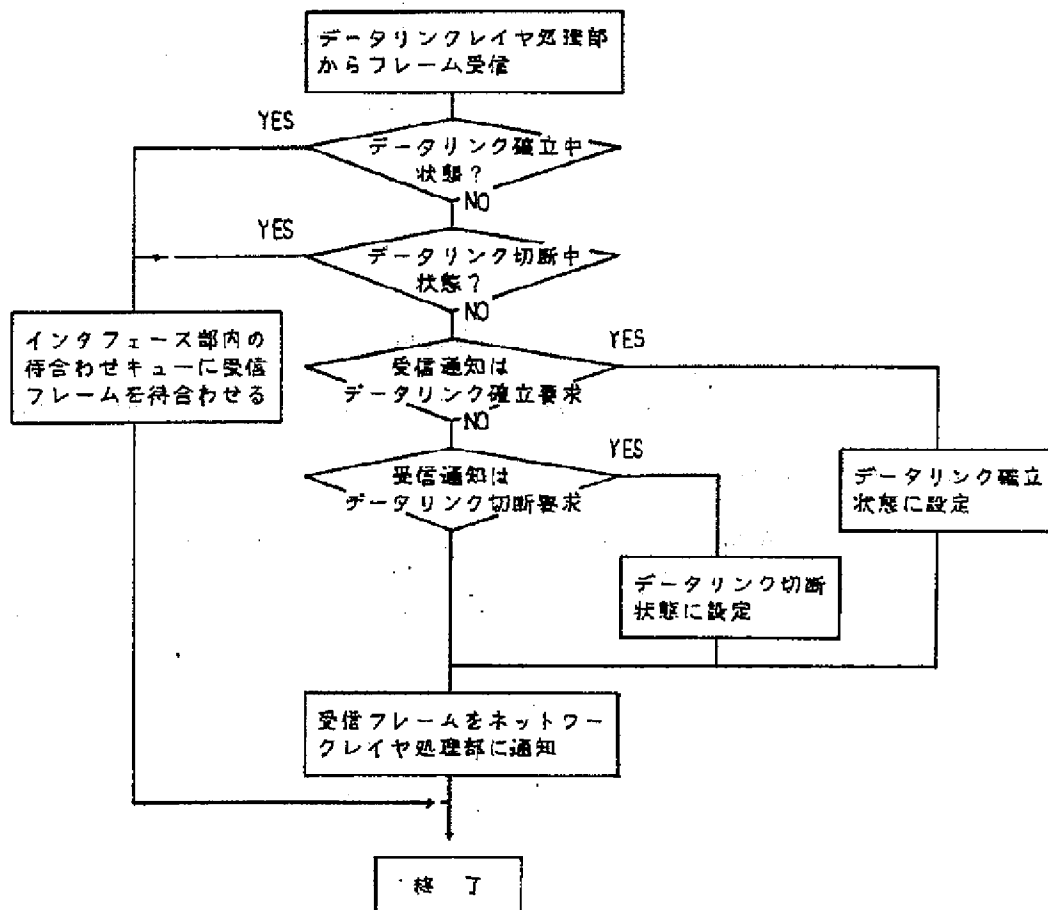 データリンクレイヤ処理部
からフレーム受信
YES
データリンク確立中
状態?
NO
YES
データリンク切断中
状態?
NO
インタフェース部内の
待合わせキューに受信
フレームを待合わせる
YES
受信通知は
データリンク確立要求
NO
YES
受信通知は
データリンク切断要求
データリンク確立
状態に設定
データリンク切断
状態に設定
受信フレームをネットワー
クレイヤ処理部に通知
終 了